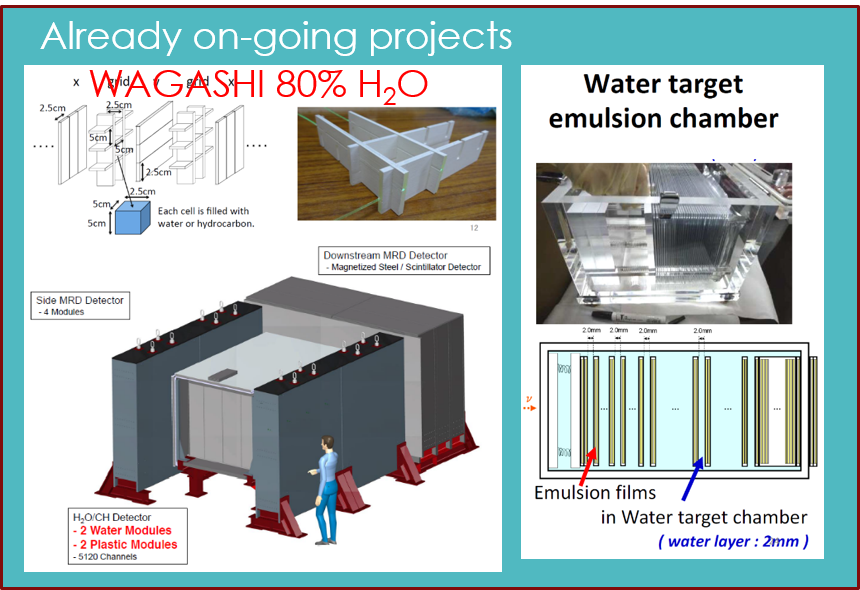 Already on-going projects
WAGASHI 80% H₂O
x grid y grid x
2.5cm
2.5cm
5cm
5cm
2.5cm
2.5cm
5cm
5cm
Each cell is filled with
water or hydrocarbon.
12
Downstream MRD Detector
- Magnetized Steel / Scintillator Detector
Side MRD Detector
- 4 Modules
H₂O/CH Detector
- 2 Water Modules
- 2 Plastic Modules
- 5120 Channels
Water target
emulsion chamber
2.0mm 2.0mm 2.0mm 2.0mm
ν
... ... ... ... ...
Emulsion films
in Water target chamber
( water layer : 2mm )